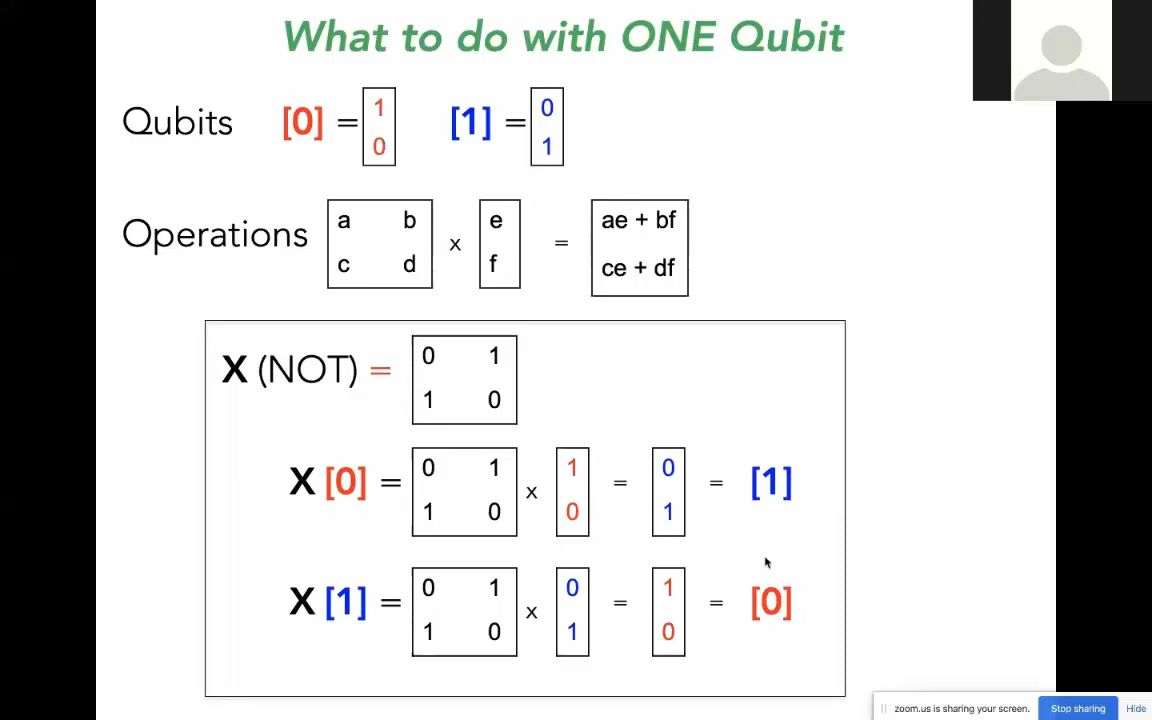 What to do with ONE Qubit
Qubits [0] = 1 0 [1] = 0 1
Operations a b c d x e f = ae + bf ce + df
X (NOT) = 0 1 1 0
X [0] = 0 1 1 0 x 1 0 = 0 1 = [1]
X [1] = 0 1 1 0 x 0 1 = 1 0 = [0]
zoom.us is sharing your screen. Stop sharing Hide